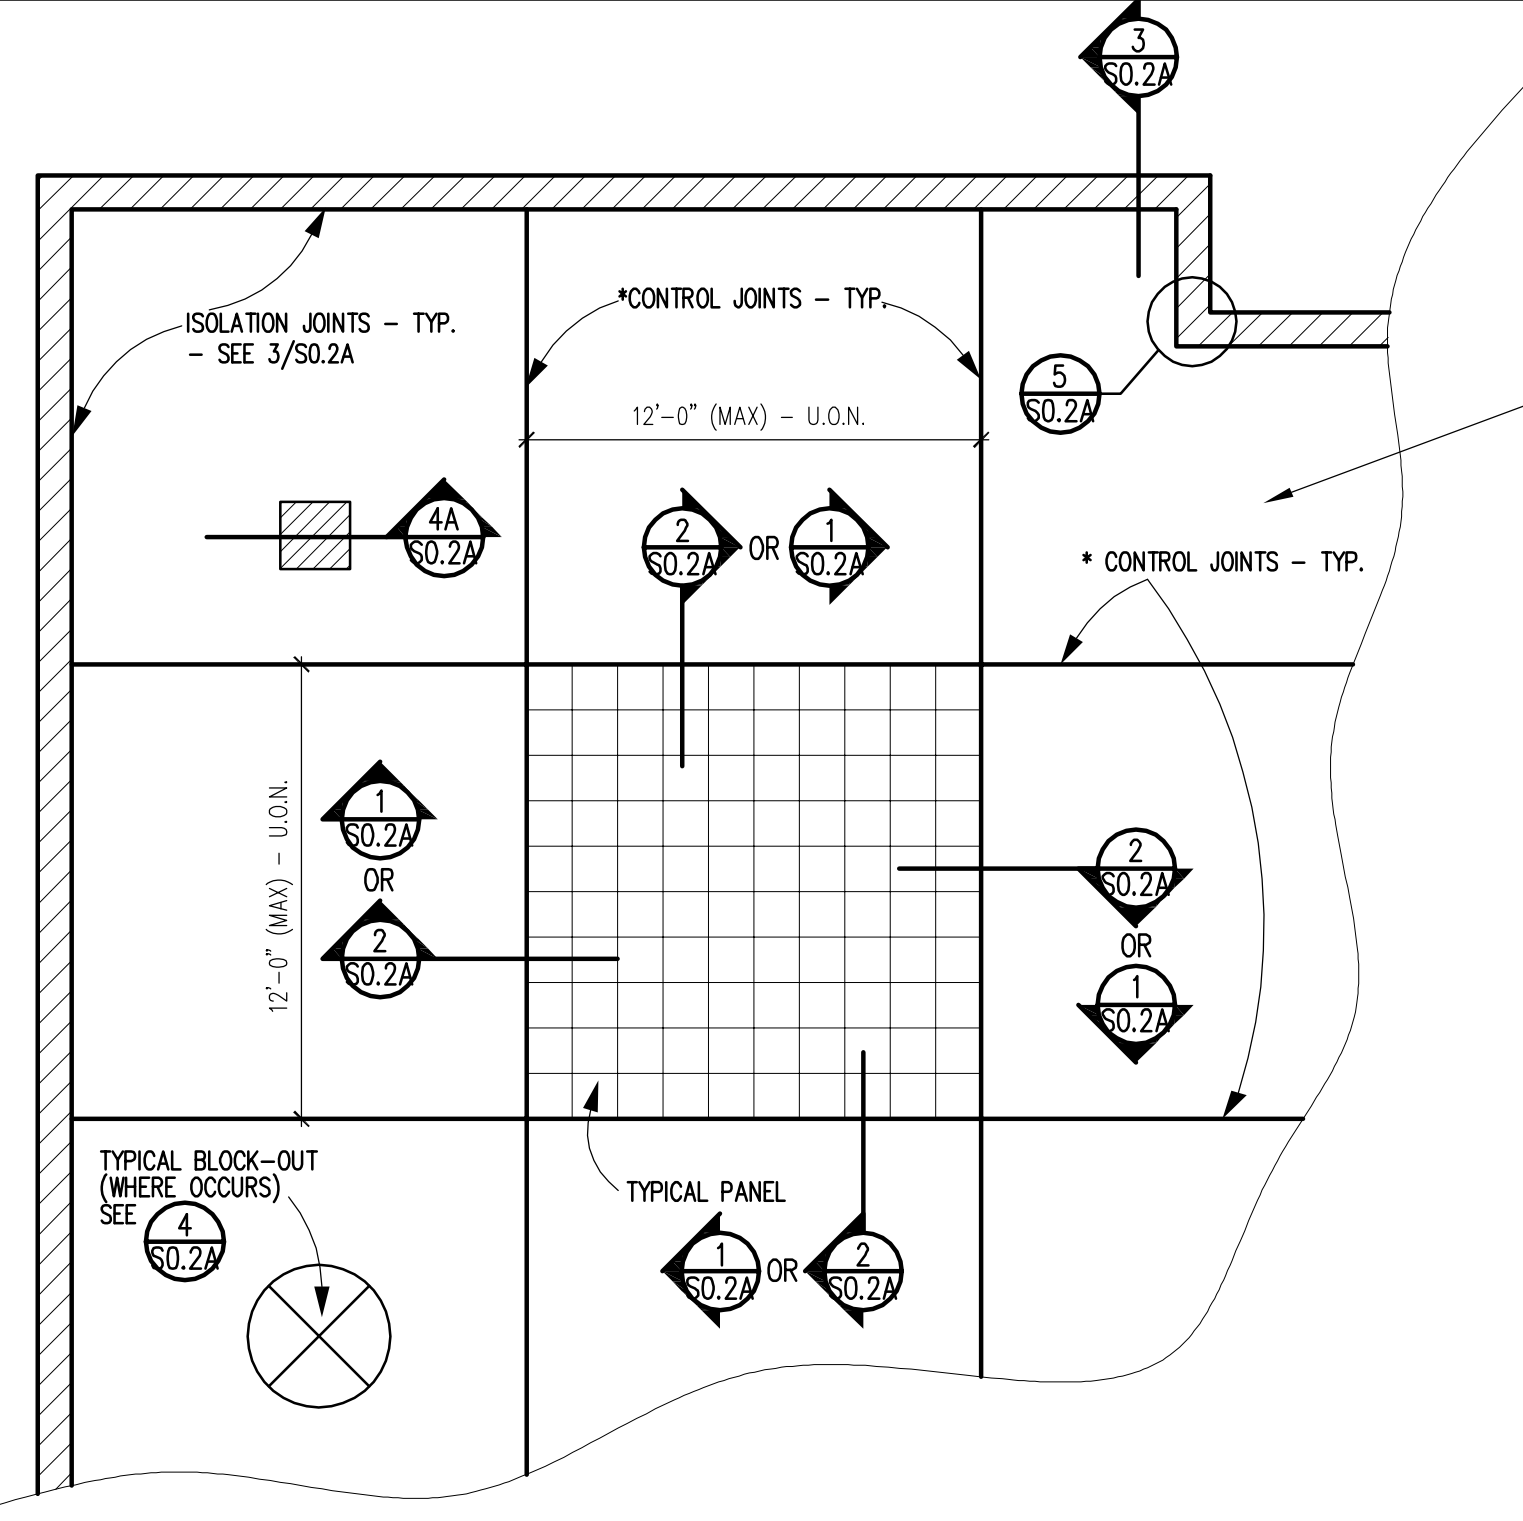 3
S0.2A
ISOLATION JOINTS - TYP.
- SEE 3/S0.2A
*CONTROL JOINTS - TYP.
12'-0" (MAX) - U.O.N.
5
S0.2A
4A
S0.2A
2
S0.2A
OR
1
S0.2A
* CONTROL JOINTS - TYP.
12'-0" (MAX) - U.O.N.
1
S0.2A
OR
2
S0.2A
2
S0.2A
OR
1
S0.2A
TYPICAL BLOCK-OUT
(WHERE OCCURS)
SEE
4
S0.2A
TYPICAL PANEL
1
S0.2A
OR
2
S0.2A